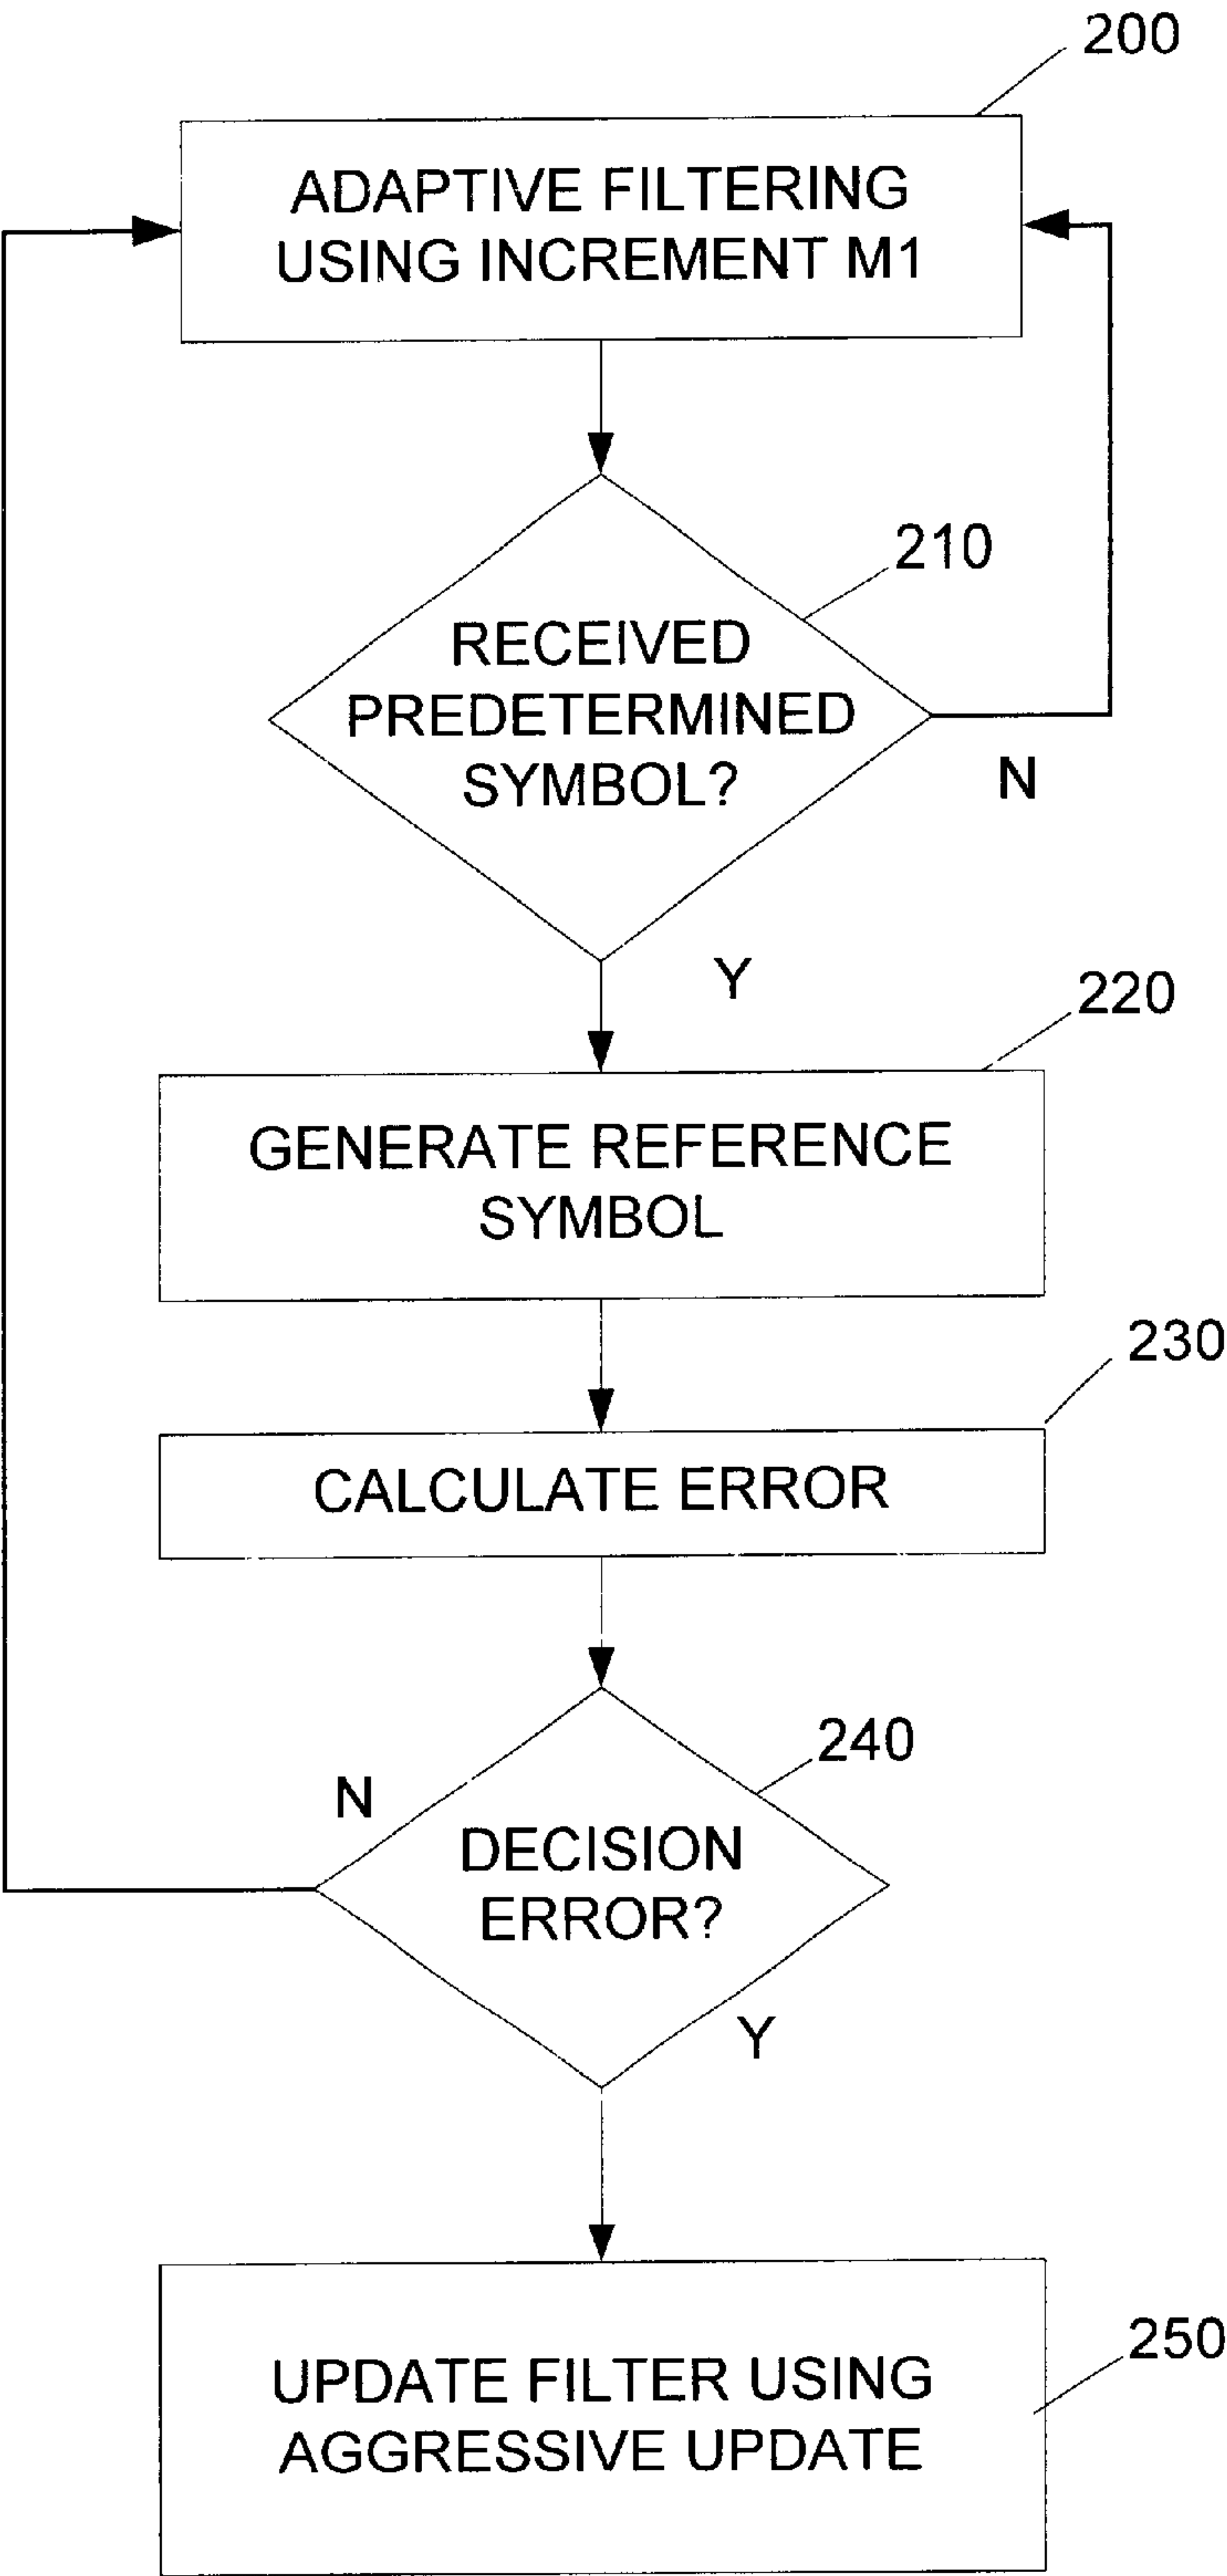 200
ADAPTIVE FILTERING
USING INCREMENT M1
210
RECEIVED
PREDETERMINED
SYMBOL?
N
Y
220
GENERATE REFERENCE
SYMBOL
230
CALCULATE ERROR
240
N
DECISION
ERROR?
Y
250
UPDATE FILTER USING
AGGRESSIVE UPDATE